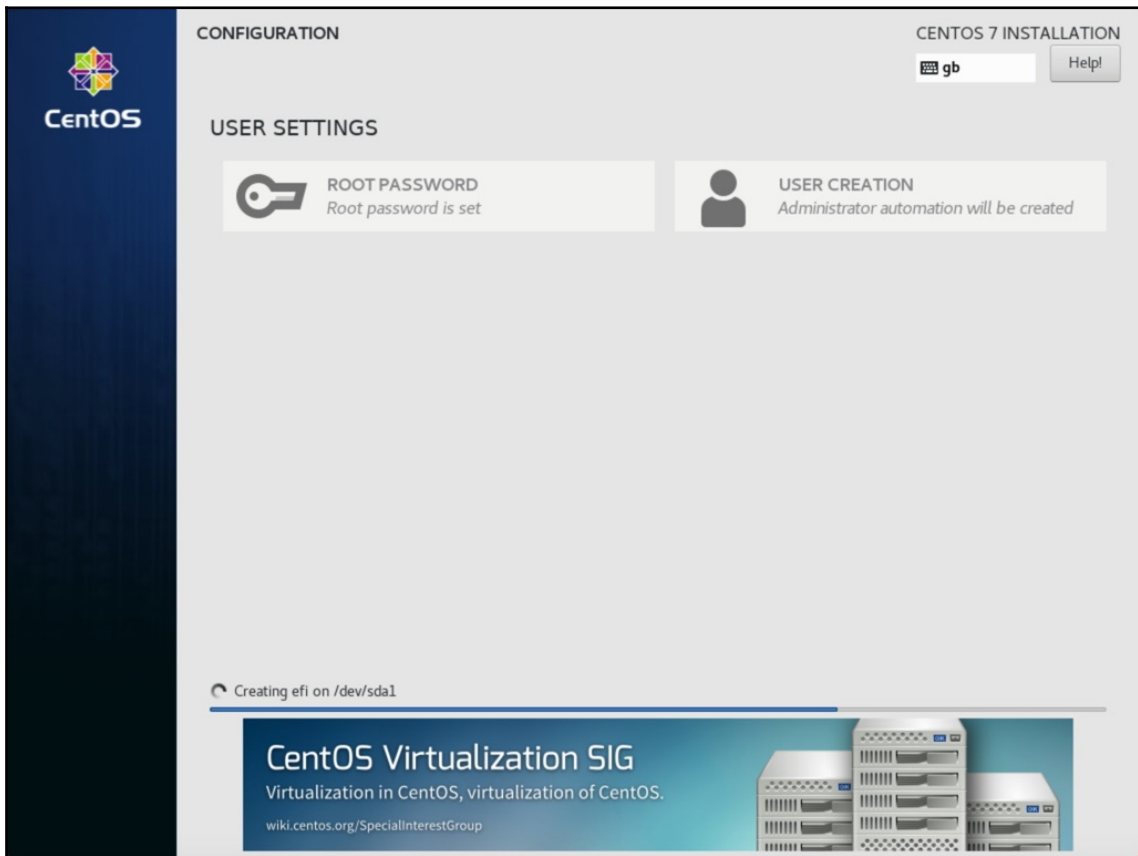 CONFIGURATION
CENTOS 7 INSTALLATION
gb
Help!
CentOS
USER SETTINGS
ROOT PASSWORD
Root password is set
USER CREATION
Administrator automation will be created
Creating efi on /dev/sda1
CentOS Virtualization SIG
Virtualization in CentOS, virtualization of CentOS.
wiki.centos.org/SpecialInterestGroup